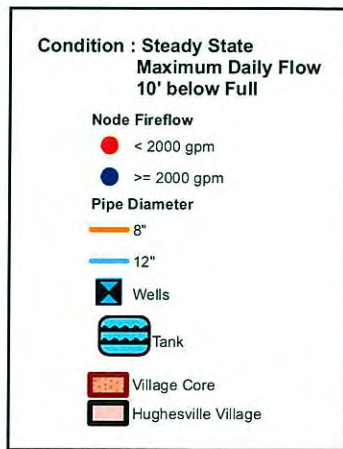 Condition : Steady State
Maximum Daily Flow
10' below Full
Node Fireflow
< 2000 gpm
>= 2000 gpm
Pipe Diameter
8"
12"
Wells
Tank
Village Core
Hughesville Village